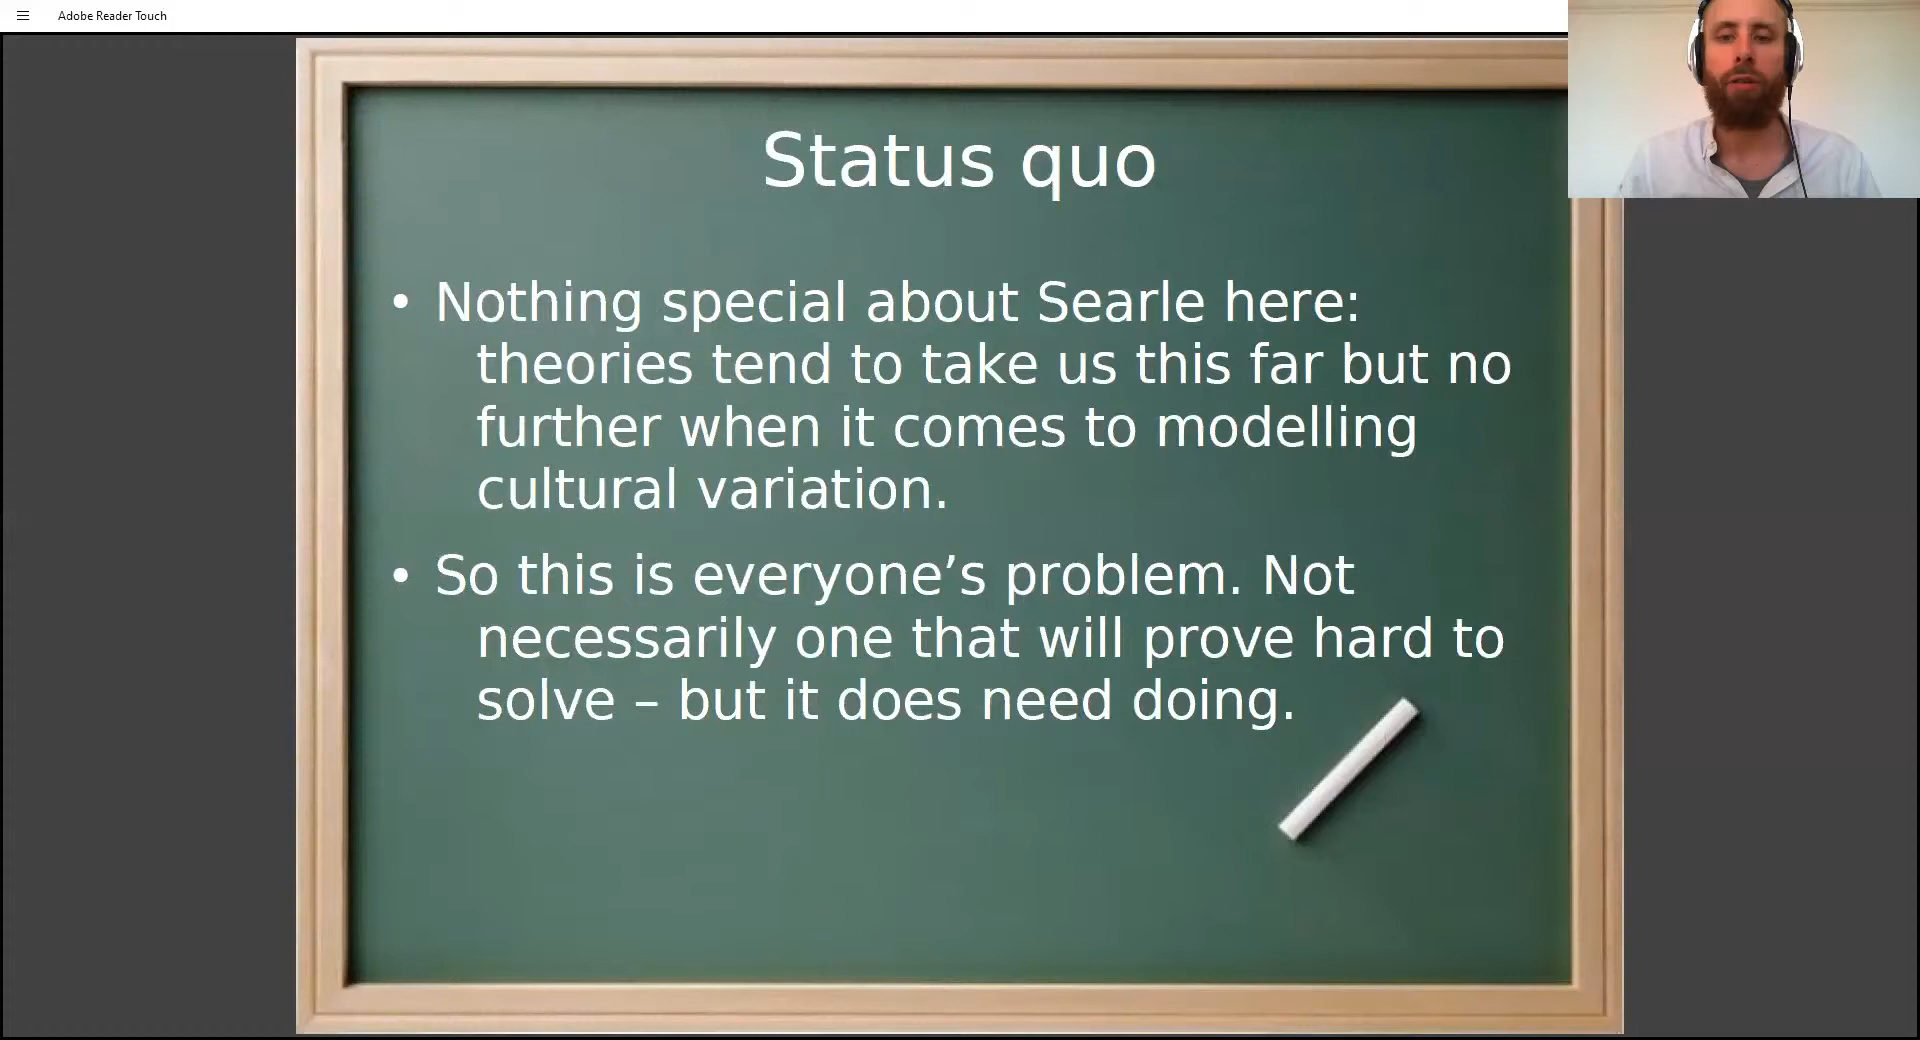 Adobe Reader Touch
Status quo
• Nothing special about Searle here:
theories tend to take us this far but no
further when it comes to modelling
cultural variation.
• So this is everyone’s problem. Not
necessarily one that will prove hard to
solve – but it does need doing.